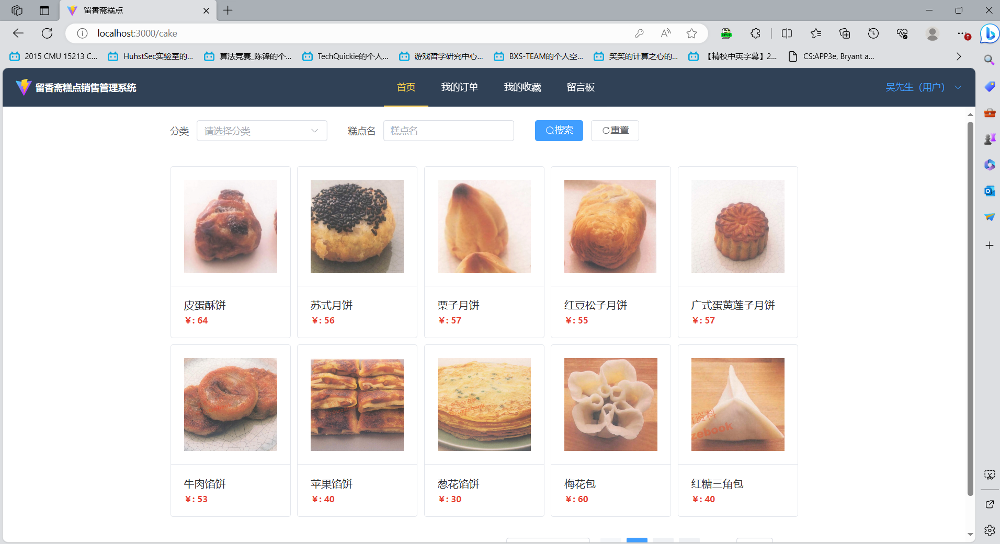 留香斋糕点
localhost:3000/cake
2015 CMU 15213 C...
HuhstSec实验室的...
算法竞赛_陈锋的个...
TechQuickie的个人...
游戏哲学研究中心...
BXS-TEAM的个人空...
笑笑的计算之心的...
【精校中英字幕】2...
CS:APP3e, Bryant a...
留香斋糕点销售管理系统
首页
我的订单
我的收藏
留言板
吴先生（用户）
分类
请选择分类
糕点名
糕点名
搜索
重置
皮蛋酥饼
苏式月饼
栗子月饼
红豆松子月饼
广式蛋黄莲子月饼
¥: 64
¥: 56
¥: 57
¥: 55
¥: 57
牛肉馅饼
苹果馅饼
葱花馅饼
梅花包
红糖三角包
¥: 53
¥: 40
¥: 30
¥: 60
¥: 40